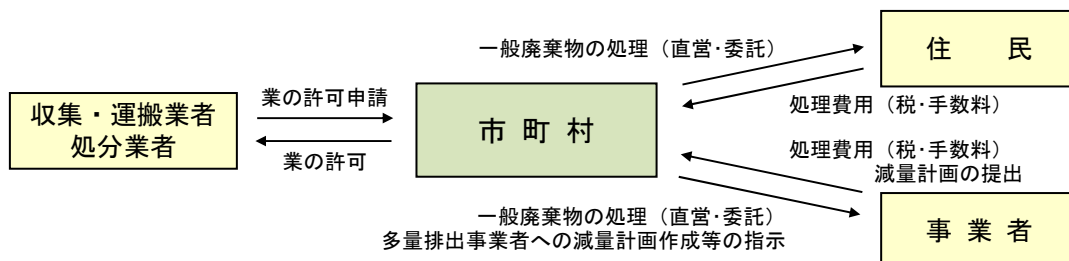 一般廃棄物の処理（直営･委託）
住　民
収集・運搬業者
処分業者
業の許可申請
業の許可
市 町 村
処理費用（税･手数料）
処理費用（税･手数料）
減量計画の提出
一般廃棄物の処理（直営･委託）
多量排出事業者への減量計画作成等の指示
事 業 者